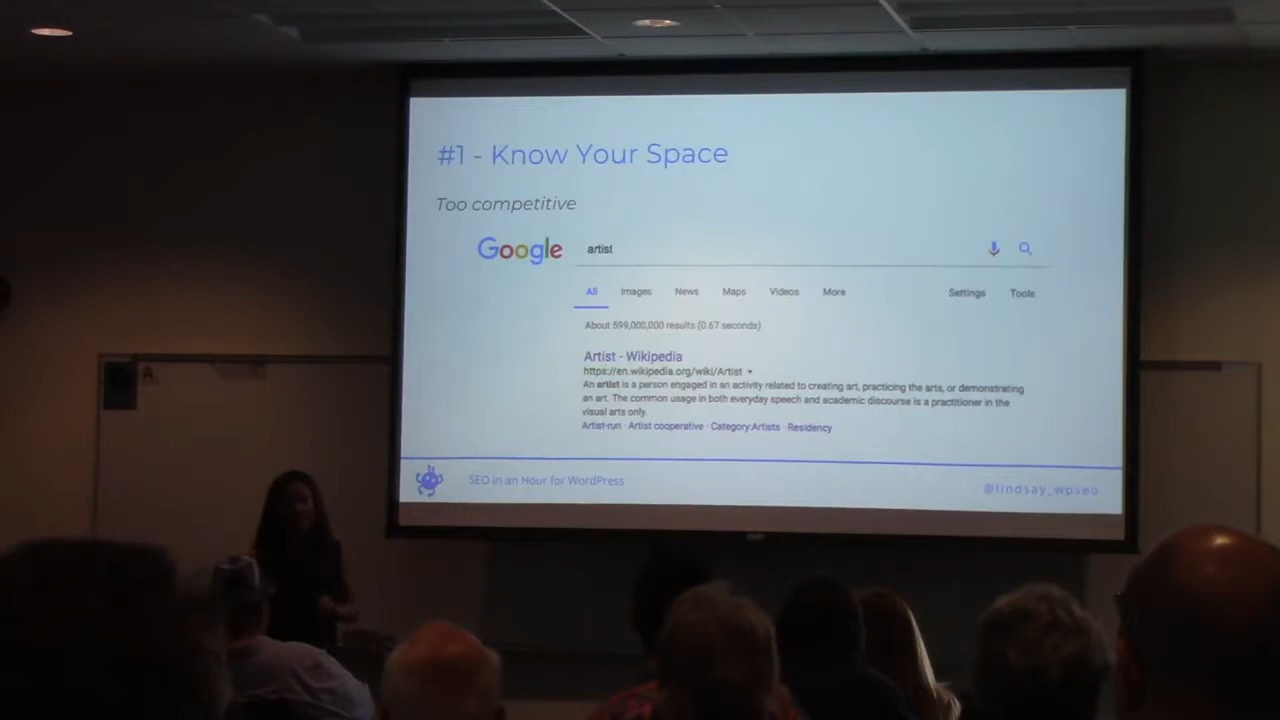 #1 - Know Your Space
Too competitive
Google artist
All Images News Maps Videos More Settings Tools
About 599,000,000 results (0.67 seconds)
Artist - Wikipedia
https://en.wikipedia.org/wiki/Artist
An artist is a person engaged in an activity related to creating art, practicing the arts, or demonstrating
an art. The common usage in both everyday speech and academic discourse is a practitioner in the
visual arts only.
Artist-run · Artist cooperative · Category:Artists · Residency
SEO in an Hour for WordPress
@lindsay_wpseo
A